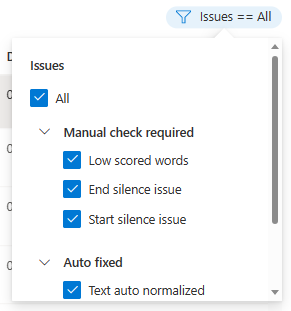 Issues == All
Issues
All
Manual check required
Low scored words
End silence issue
Start silence issue
Auto fixed
Text auto normalized